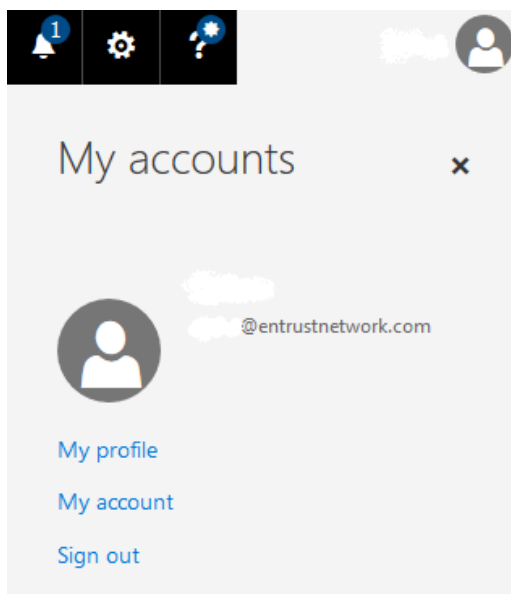 1
?
My accounts
×
@entrustnetwork.com
My profile
My account
Sign out